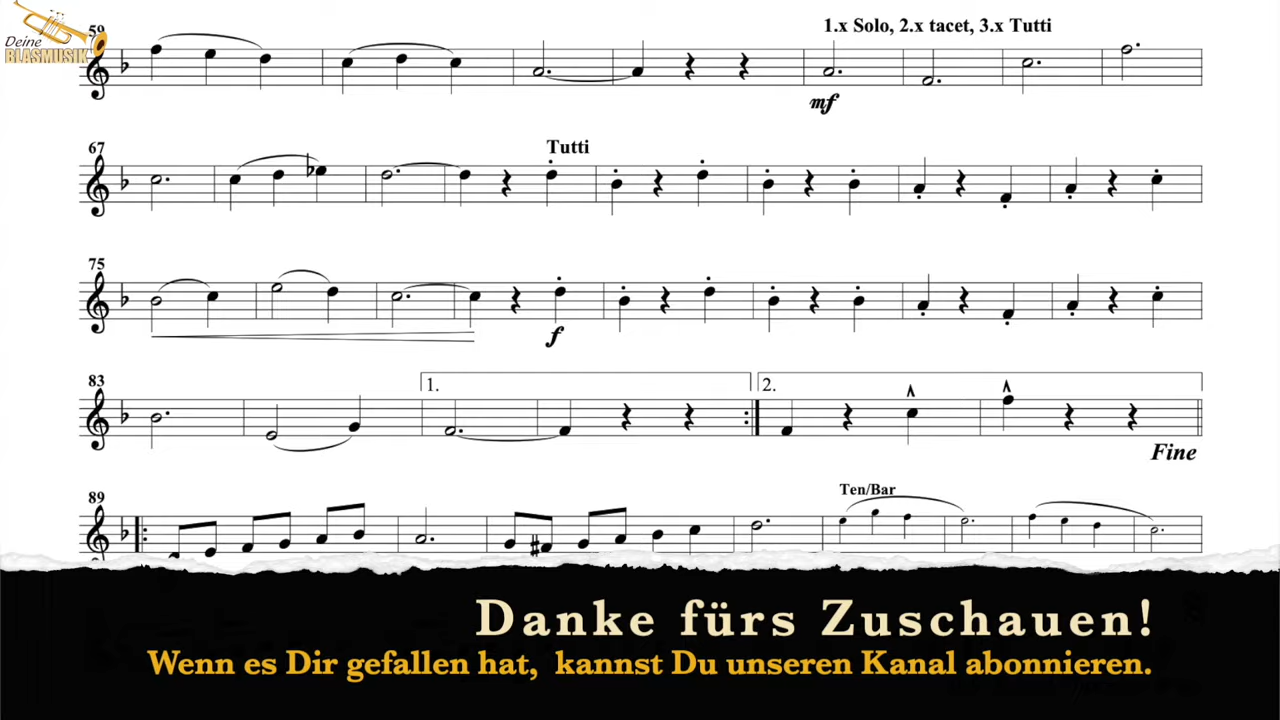 Deine
BLASMUSIK
59
1.x Solo, 2.x tacet, 3.x Tutti
mf
67
Tutti
75
f
83
1.
2.
Fine
89
Ten/Bar
Danke fürs Zuschauen!
Wenn es Dir gefallen hat, kannst Du unseren Kanal abonnieren.